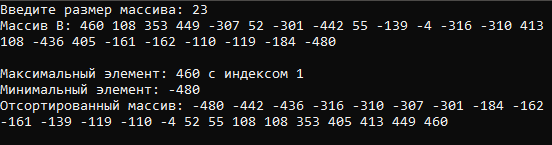 Введите размер массива: 23
Массив B: 460 108 353 449 -307 52 -301 -442 55 -139 -4 -316 -310 413
108 -436 405 -161 -162 -110 -119 -184 -480
Максимальный элемент: 460 с индексом 1
Минимальный элемент: -480
Отсортированный массив: -480 -442 -436 -316 -310 -307 -301 -184 -162
-161 -139 -119 -110 -4 52 55 108 108 353 405 413 449 460